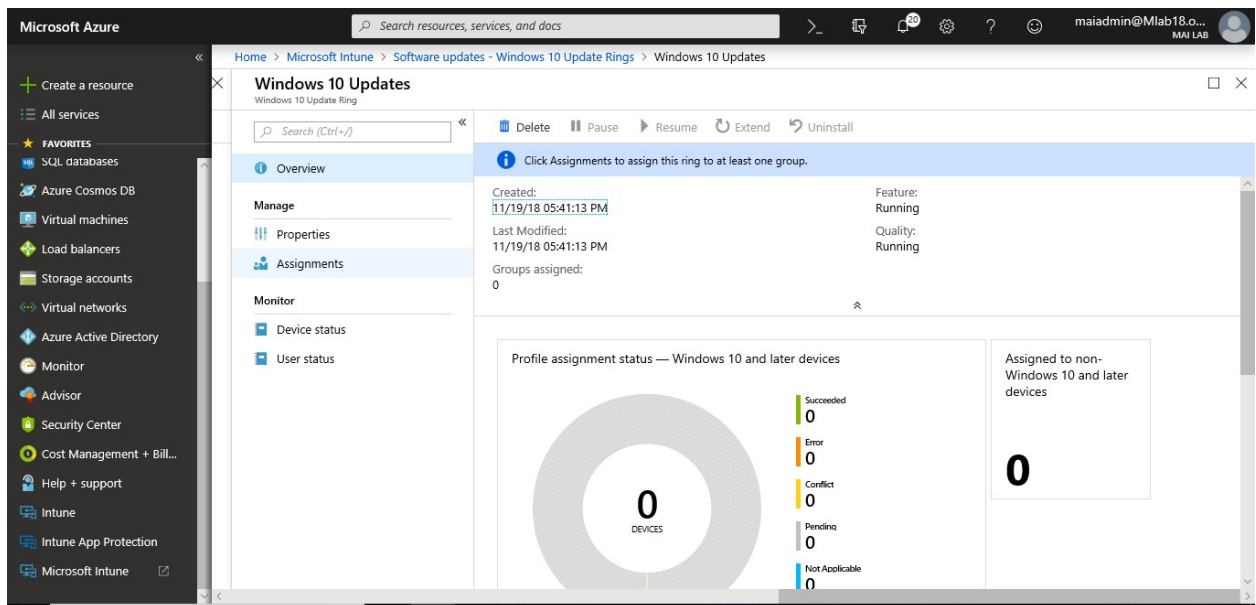 Microsoft Azure
Search resources, services, and docs
20
maiadmin@Mlab18.o...
MAI LAB
Home > Microsoft Intune > Software updates - Windows 10 Update Rings > Windows 10 Updates
Create a resource
All services
FAVORITES
SQL databases
Azure Cosmos DB
Virtual machines
Load balancers
Storage accounts
Virtual networks
Azure Active Directory
Monitor
Advisor
Security Center
Cost Management + Bill...
Help + support
Intune
Intune App Protection
Microsoft Intune
Windows 10 Updates
Windows 10 Update Ring
Search (Ctrl+/)
Overview
Manage
Properties
Assignments
Monitor
Device status
User status
Delete Pause Resume Extend Uninstall
Click Assignments to assign this ring to at least one group.
Created:
11/19/18 05:41:13 PM
Last Modified:
11/19/18 05:41:13 PM
Groups assigned:
0
Feature:
Running
Quality:
Running
Profile assignment status — Windows 10 and later devices
0
DEVICES
Succeeded
0
Error
0
Conflict
0
Pending
0
Not Applicable
0
Assigned to non-
Windows 10 and later
devices
0